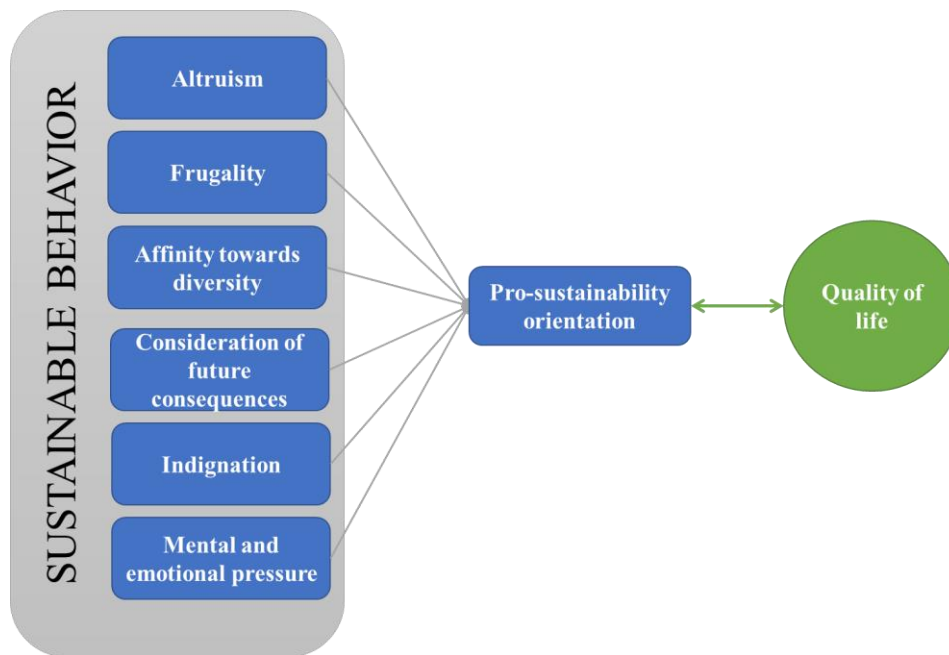 SUSTAINABLE BEHAVIOR
Altruism
Frugality
Affinity towards
diversity
Consideration of
future
consequences
Indignation
Mental and
emotional pressure
Pro-sustainability
orientation
Quality of
life